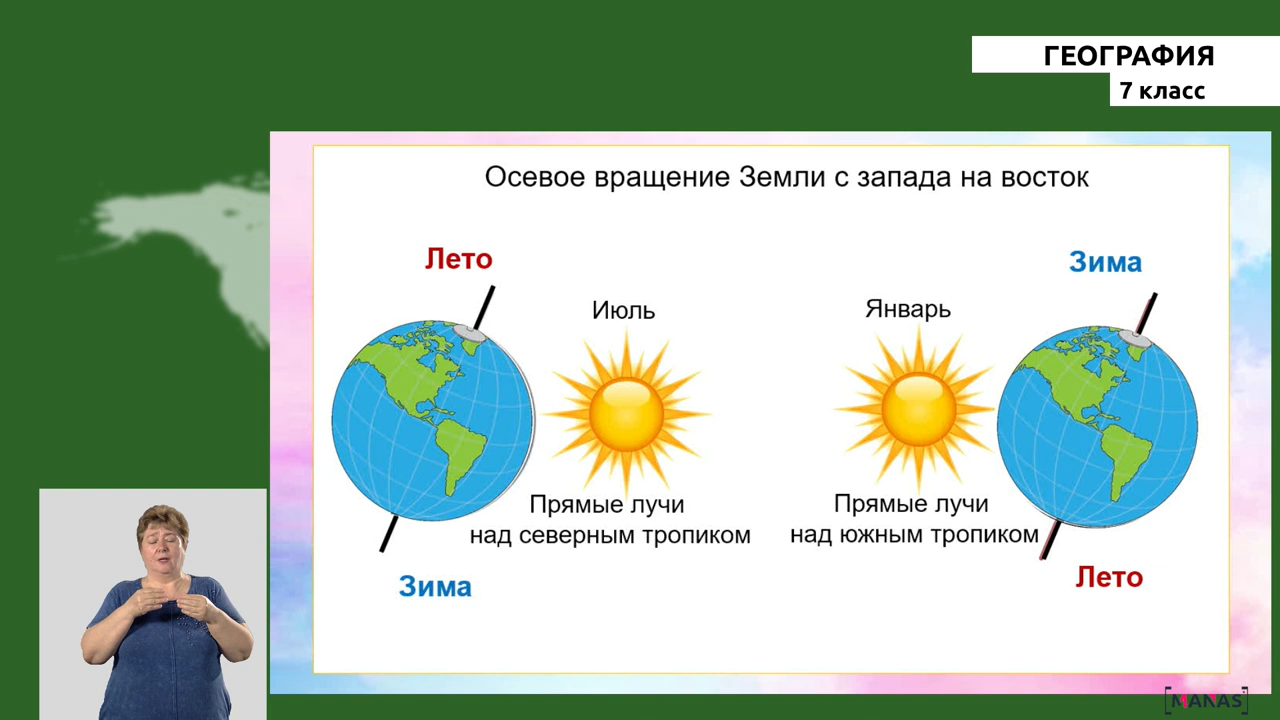 ГЕОГРАФИЯ
7 класс
Осевое вращение Земли с запада на восток
Лето
Июль
Прямые лучи
над северным тропиком
Зима
Зима
Январь
Прямые лучи
над южным тропиком
Лето
[MANAS]